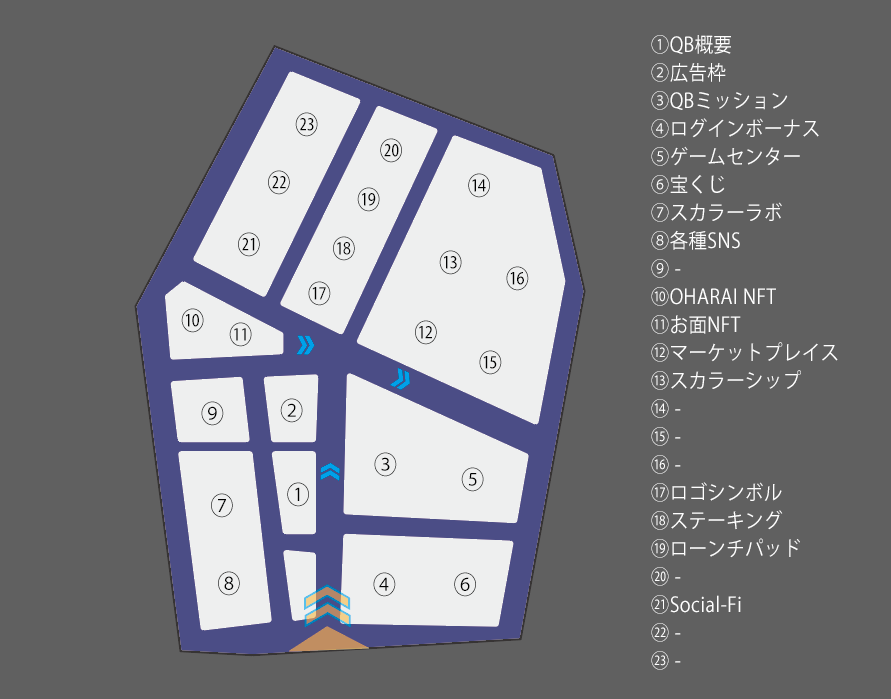 ㉓
⑳
㉒
⑲
⑭
㉑
⑱
⑬
⑯
⑰
⑩
⑪
⑫
⑮
⑨
②
③
⑤
⑦
①
⑧
④
⑥
①QB概要
②広告枠
③QBミッション
④ログインボーナス
⑤ゲームセンター
⑥宝くじ
⑦スカラーラボ
⑧各種SNS
⑨ -
⑩OHARAI NFT
⑪お面NFT
⑫マーケットプレイス
⑬スカラーシップ
⑭ -
⑮ -
⑯ -
⑰ロゴシンボル
⑱ステーキング
⑲ローンチパッド
⑳ -
㉑Social-Fi
㉒ -
㉓ -